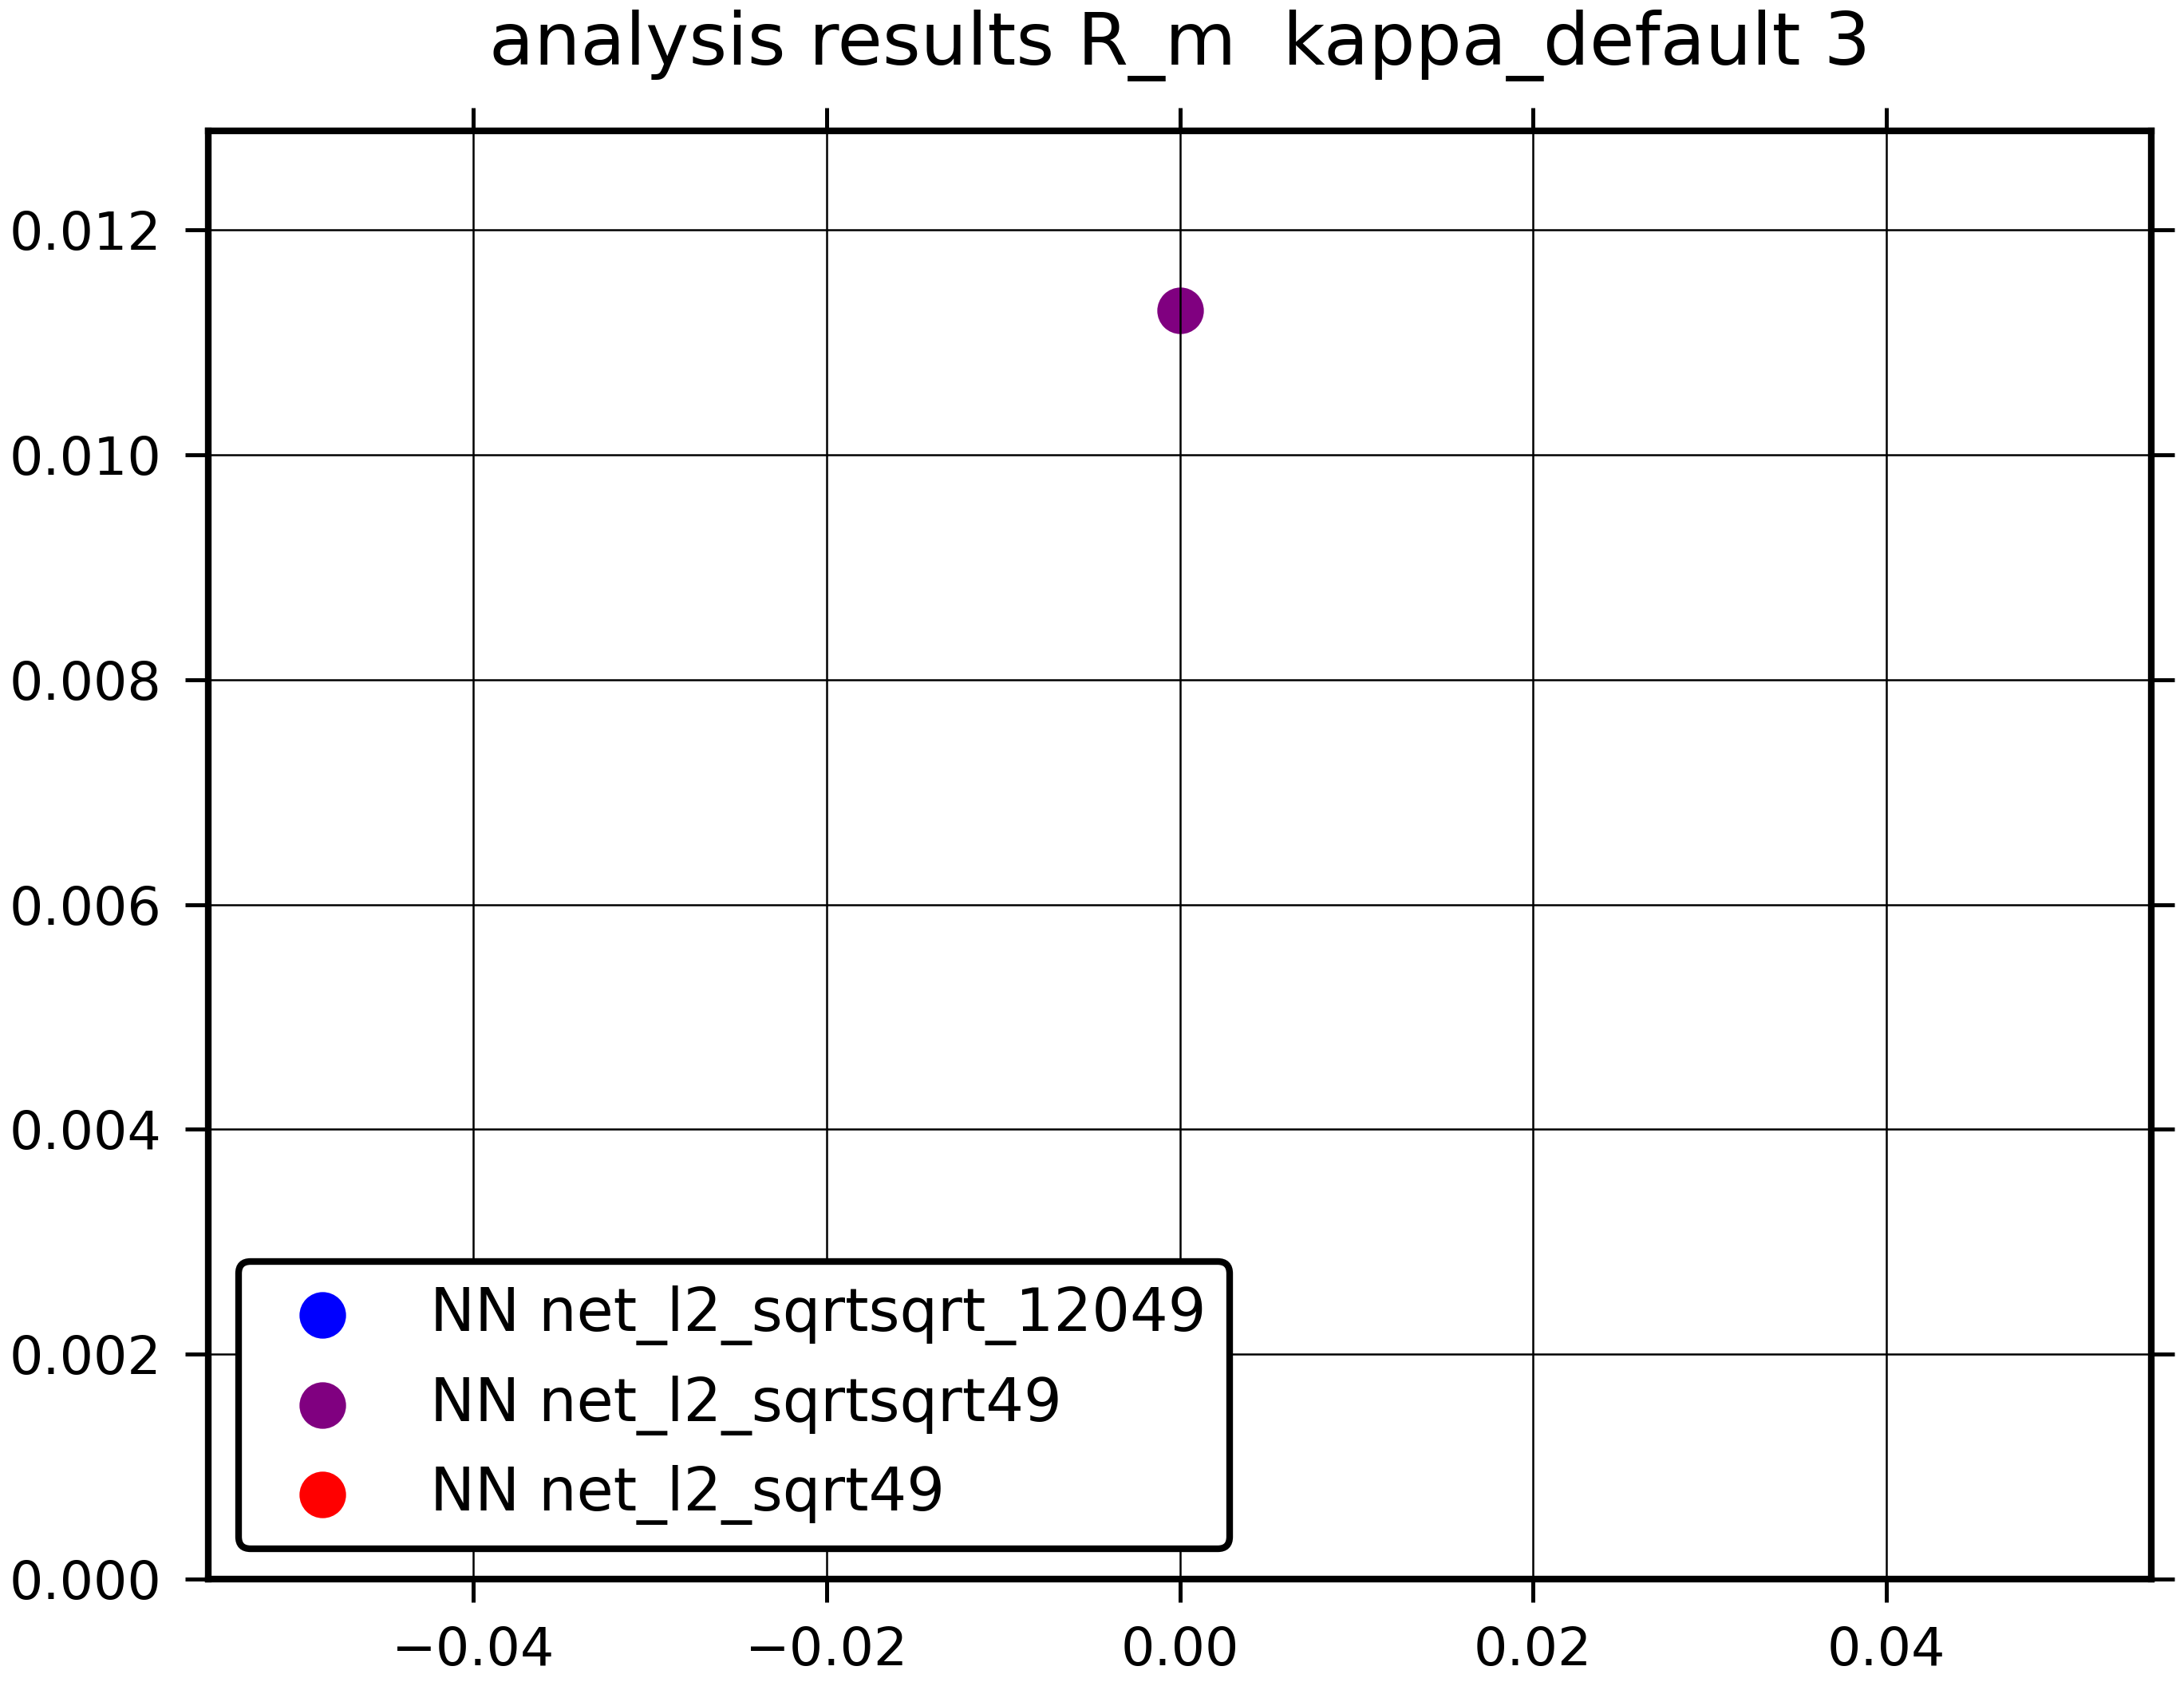 analysis results R_m  kappa_default 3
0.012
0.010
0.008
0.006
0.004
0.002
0.000
NN net_l2_sqrtsqrt_12049
NN net_l2_sqrtsqrt49
NN net_l2_sqrt49
−0.04 −0.02 0.00 0.02 0.04